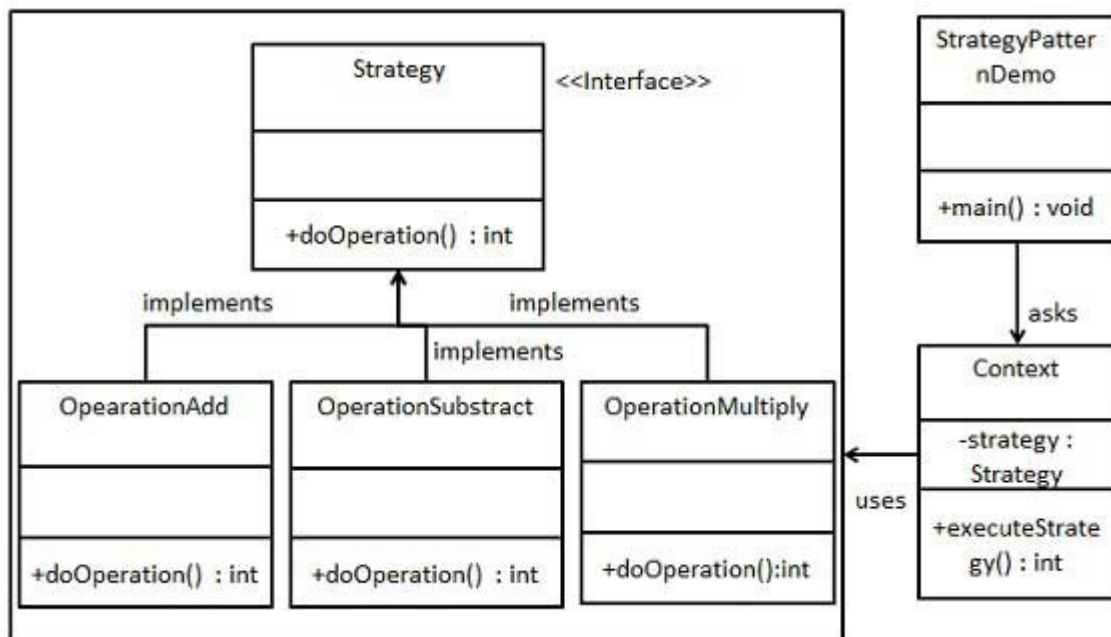 Strategy
<<Interface>>
+doOperation() : int
implements
implements
implements
OpearationAdd
+doOperation() : int
OperationSubstract
+doOperation() : int
OperationMultiply
+doOperation():int
StrategyPatter
nDemo
+main() : void
asks
Context
-strategy :
Strategy
+executeStrate
gy() : int
uses